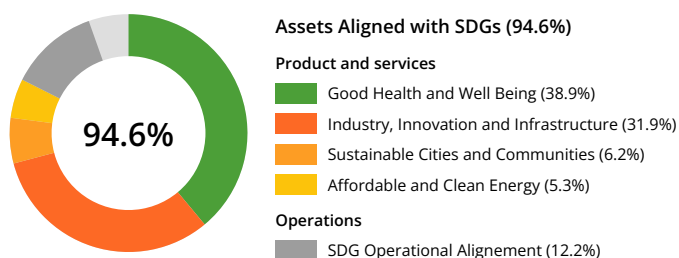 94.6%
Assets Aligned with SDGs (94.6%)
Product and services
Good Health and Well Being (38.9%)
Industry, Innovation and Infrastructure (31.9%)
Sustainable Cities and Communities (6.2%)
Affordable and Clean Energy (5.3%)
Operations
SDG Operational Alignement (12.2%)